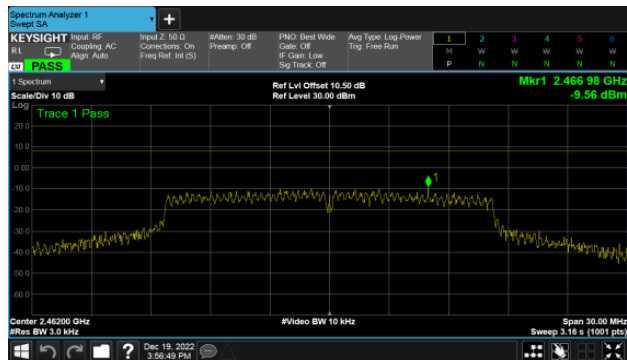 Spectrum Analyzer 1
Swept SA
KEYSIGHT
RL
Input: RF
Coupling: AC
Align: Auto
Input Z: 50 Ω
Corrections: On
Freq Ref: Int (S)
#Atten: 30 dB
Preamp: Off
PNO: Best Wide
Gate: Off
IF Gain: Low
Sig Track: Off
Avg Type: Log-Power
Trig: Free Run
1 2 3 4 5 6
M W W W W W
P N N N N N
PASS
1 Spectrum
Scale/Div 10 dB
Ref Lvl Offset 10.50 dB
Ref Level 30.00 dBm
Mkr1 2.466 98 GHz
-9.56 dBm
Log
Trace 1 Pass
20.0
10.0
0.00
-10.0
-20.0
-30.0
-40.0
-50.0
-60.0
1
Center 2.46200 GHz
#Res BW 3.0 kHz
#Video BW 10 kHz
Span 30.00 MHz
Sweep 3.16 s (1001 pts)
?
Dec 19, 2022
3:56:49 PM